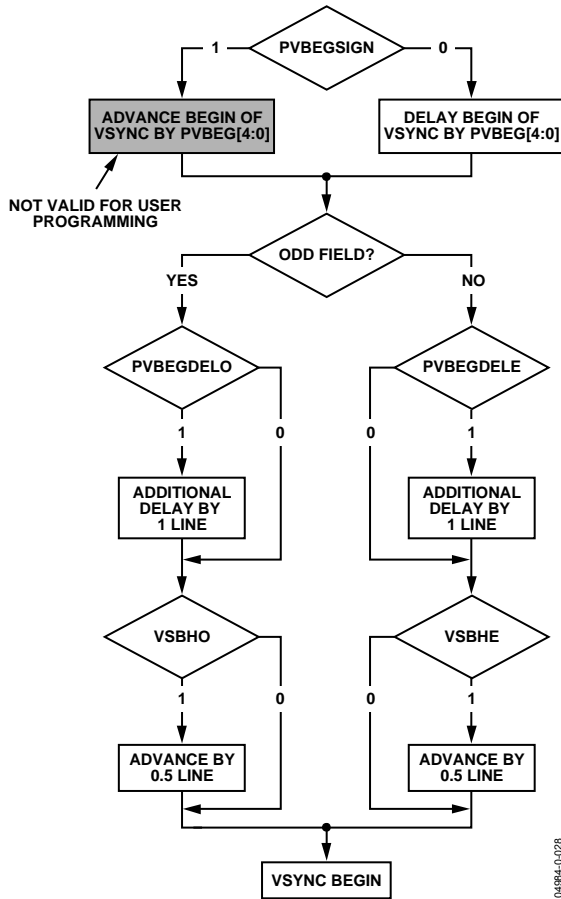 PVBEGSIGN
1
0
ADVANCE BEGIN OF
VSYNC BY PVBEG[4:0]
DELAY BEGIN OF
VSYNC BY PVBEG[4:0]
NOT VALID FOR USER
PROGRAMMING
ODD FIELD?
YES
NO
PVBEGDELO
PVBEGDELE
1
0
0
1
ADDITIONAL
DELAY BY
1 LINE
ADDITIONAL
DELAY BY
1 LINE
VSBHO
VSBHE
1
0
0
1
ADVANCE BY
0.5 LINE
ADVANCE BY
0.5 LINE
VSYNC BEGIN
04984-0-028